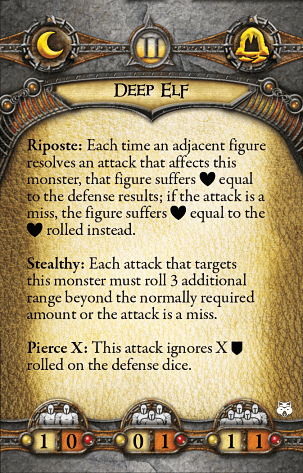 II
DEEP ELF
Riposte: Each time an adjacent figure
resolves an attack that affects this
monster, that figure suffers ♥ equal
to the defense results; if the attack is a
miss, the figure suffers ♥ equal to the
♥ rolled instead.
Stealthy: Each attack that targets
this monster must roll 3 additional
range beyond the normally required
amount or the attack is a miss.
Pierce X: This attack ignores X
rolled on the defense dice.
1 0 0 1 1 1